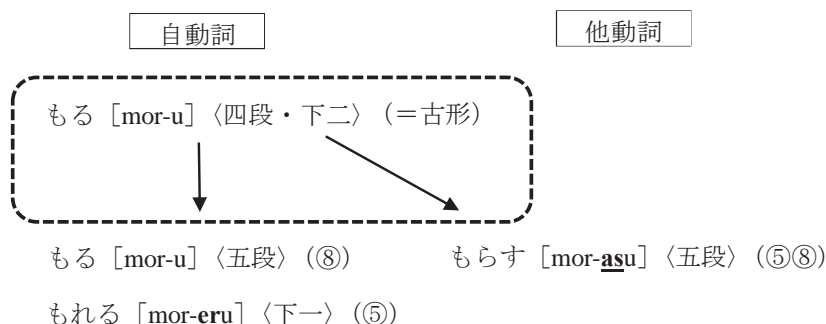 自動詞 他動詞
もる［mor-u］〈四段・下二〉（＝古形）
もる［mor-u］〈五段〉（⑧） もらす［mor-asu］〈五段〉（⑤⑧）
もれる［mor-eru］〈下一〉（⑤）